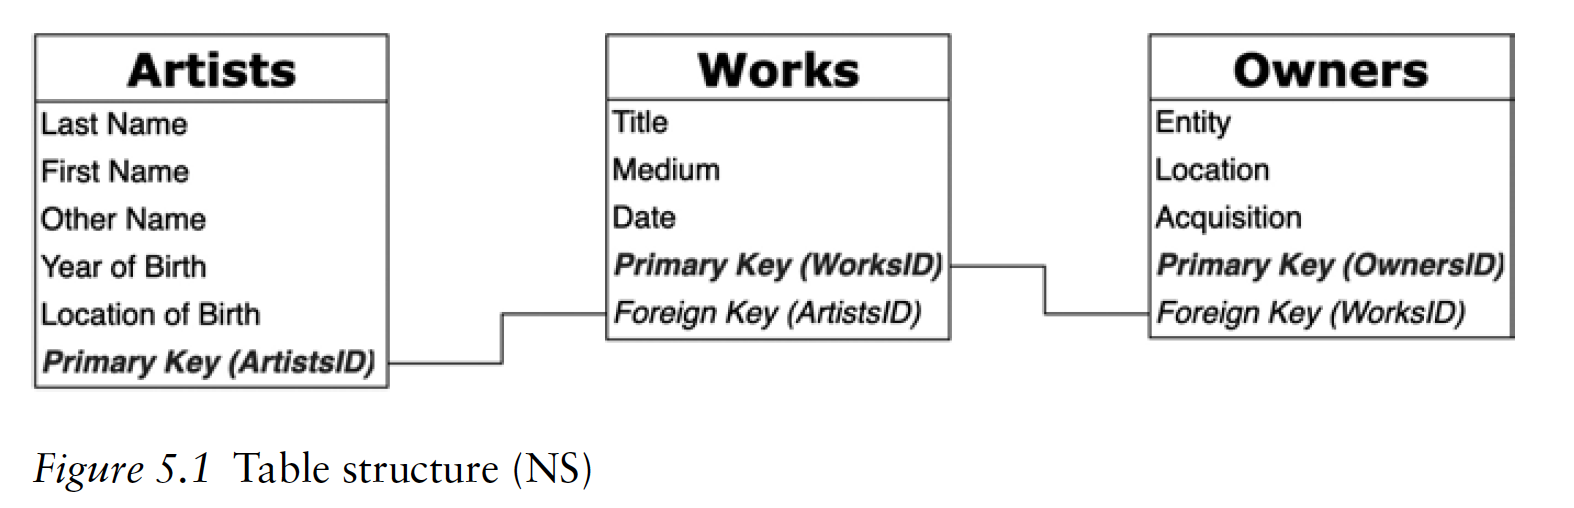 Artists
Last Name
First Name
Other Name
Year of Birth
Location of Birth
Primary Key (ArtistsID)
Works
Title
Medium
Date
Primary Key (WorksID)
Foreign Key (ArtistsID)
Owners
Entity
Location
Acquisition
Primary Key (OwnersID)
Foreign Key (WorksID)
Figure 5.1 Table structure (NS)